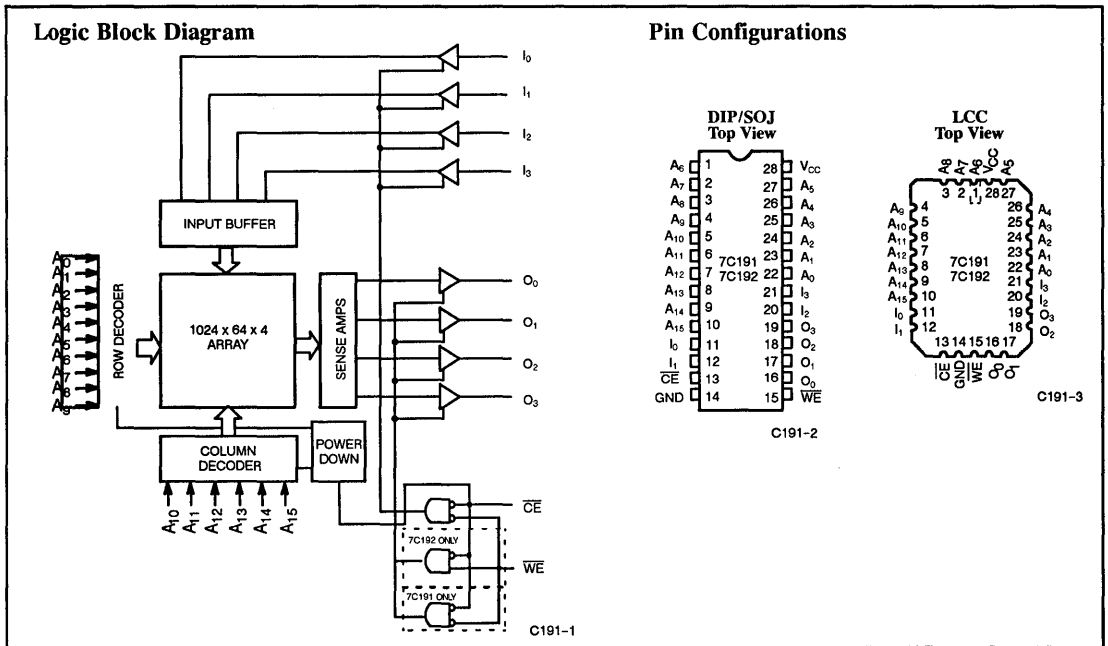 Logic Block Diagram
I0
I1
I2
I3
INPUT BUFFER
A0
A1
A2
A3
A4
A5
A6
A7
A8
A9
ROW DECODER
1024 x 64 x 4
ARRAY
SENSE AMPS
O0
O1
O2
O3
COLUMN
DECODER
POWER
DOWN
A10
A11
A12
A13
A14
A15
CE
7C192 ONLY
WE
7C191 ONLY
C191-1
Pin Configurations
DIP/SOJ
Top View
A6 1 28 VCC
A7 2 27 A5
A8 3 26 A4
A9 4 25 A3
A10 5 24 A2
A11 6 23 A1
A12 7 22 A0
A13 8 21 I3
A14 9 20 I2
A15 10 19 O3
I0 11 18 O2
I1 12 17 O1
CE 13 16 O0
GND 14 15 WE
7C191
7C192
C191-2
LCC
Top View
A8 A7 A6 VCC A5
3 2 1 28 27
A9 4 26 A4
A10 5 25 A3
A11 6 24 A2
A12 7 23 A1
A13 8 22 A0
A14 9 21 I3
A15 10 20 I2
I0 11 19 O3
I1 12 18 O2
7C191
7C192
13 14 15 16 17
CE GND WE O0 O1
C191-3